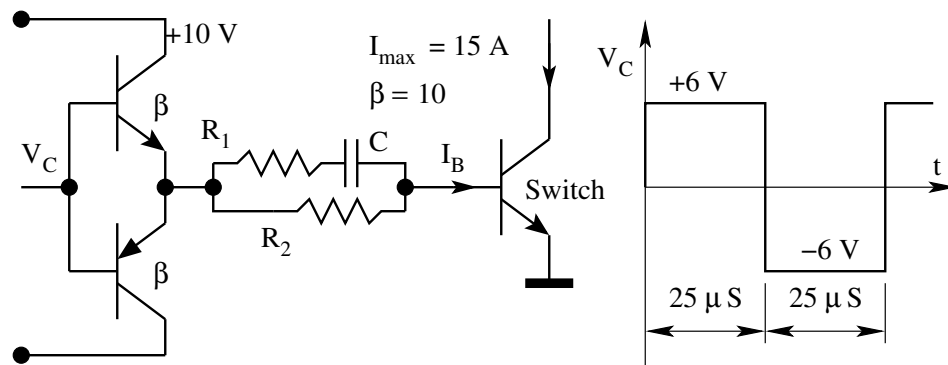 +10 V
I_max = 15 A
β = 10
β
R_1
C
V_C
I_B
Switch
R_2
β
V_C
+6 V
t
−6 V
25 μ S
25 μ S